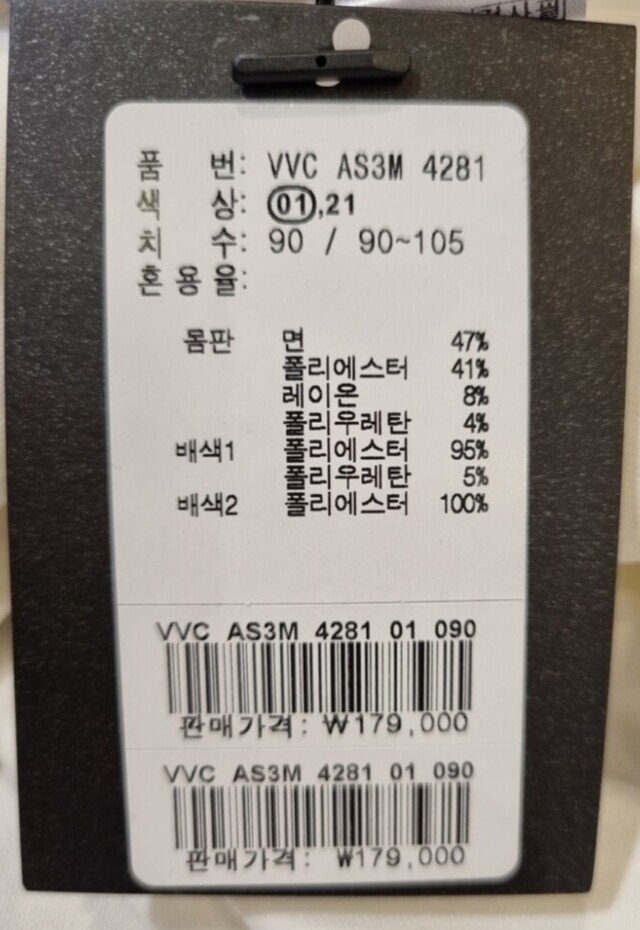 품 번: VVC AS3M 4281
색 상: 01,21
치 수: 90 / 90~105
혼 용 율:
몸판 면 47%
폴리에스터 41%
레이온 8%
폴리우레탄 4%
배색1 폴리에스터 95%
폴리우레탄 5%
배색2 폴리에스터 100%
VVC AS3M 4281 01 090
판매가격: ₩179,000
VVC AS3M 4281 01 090
판매가격: ₩179,000